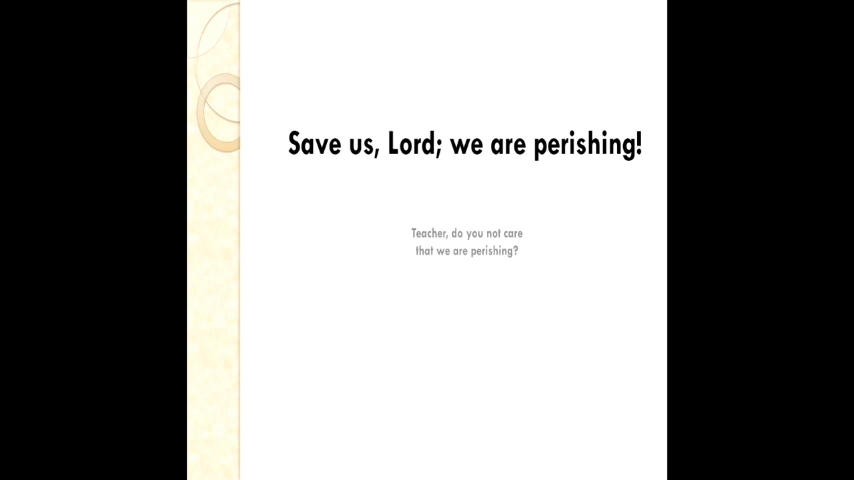 Save us, Lord; we are perishing!
Teacher, do you not care
that we are perishing?